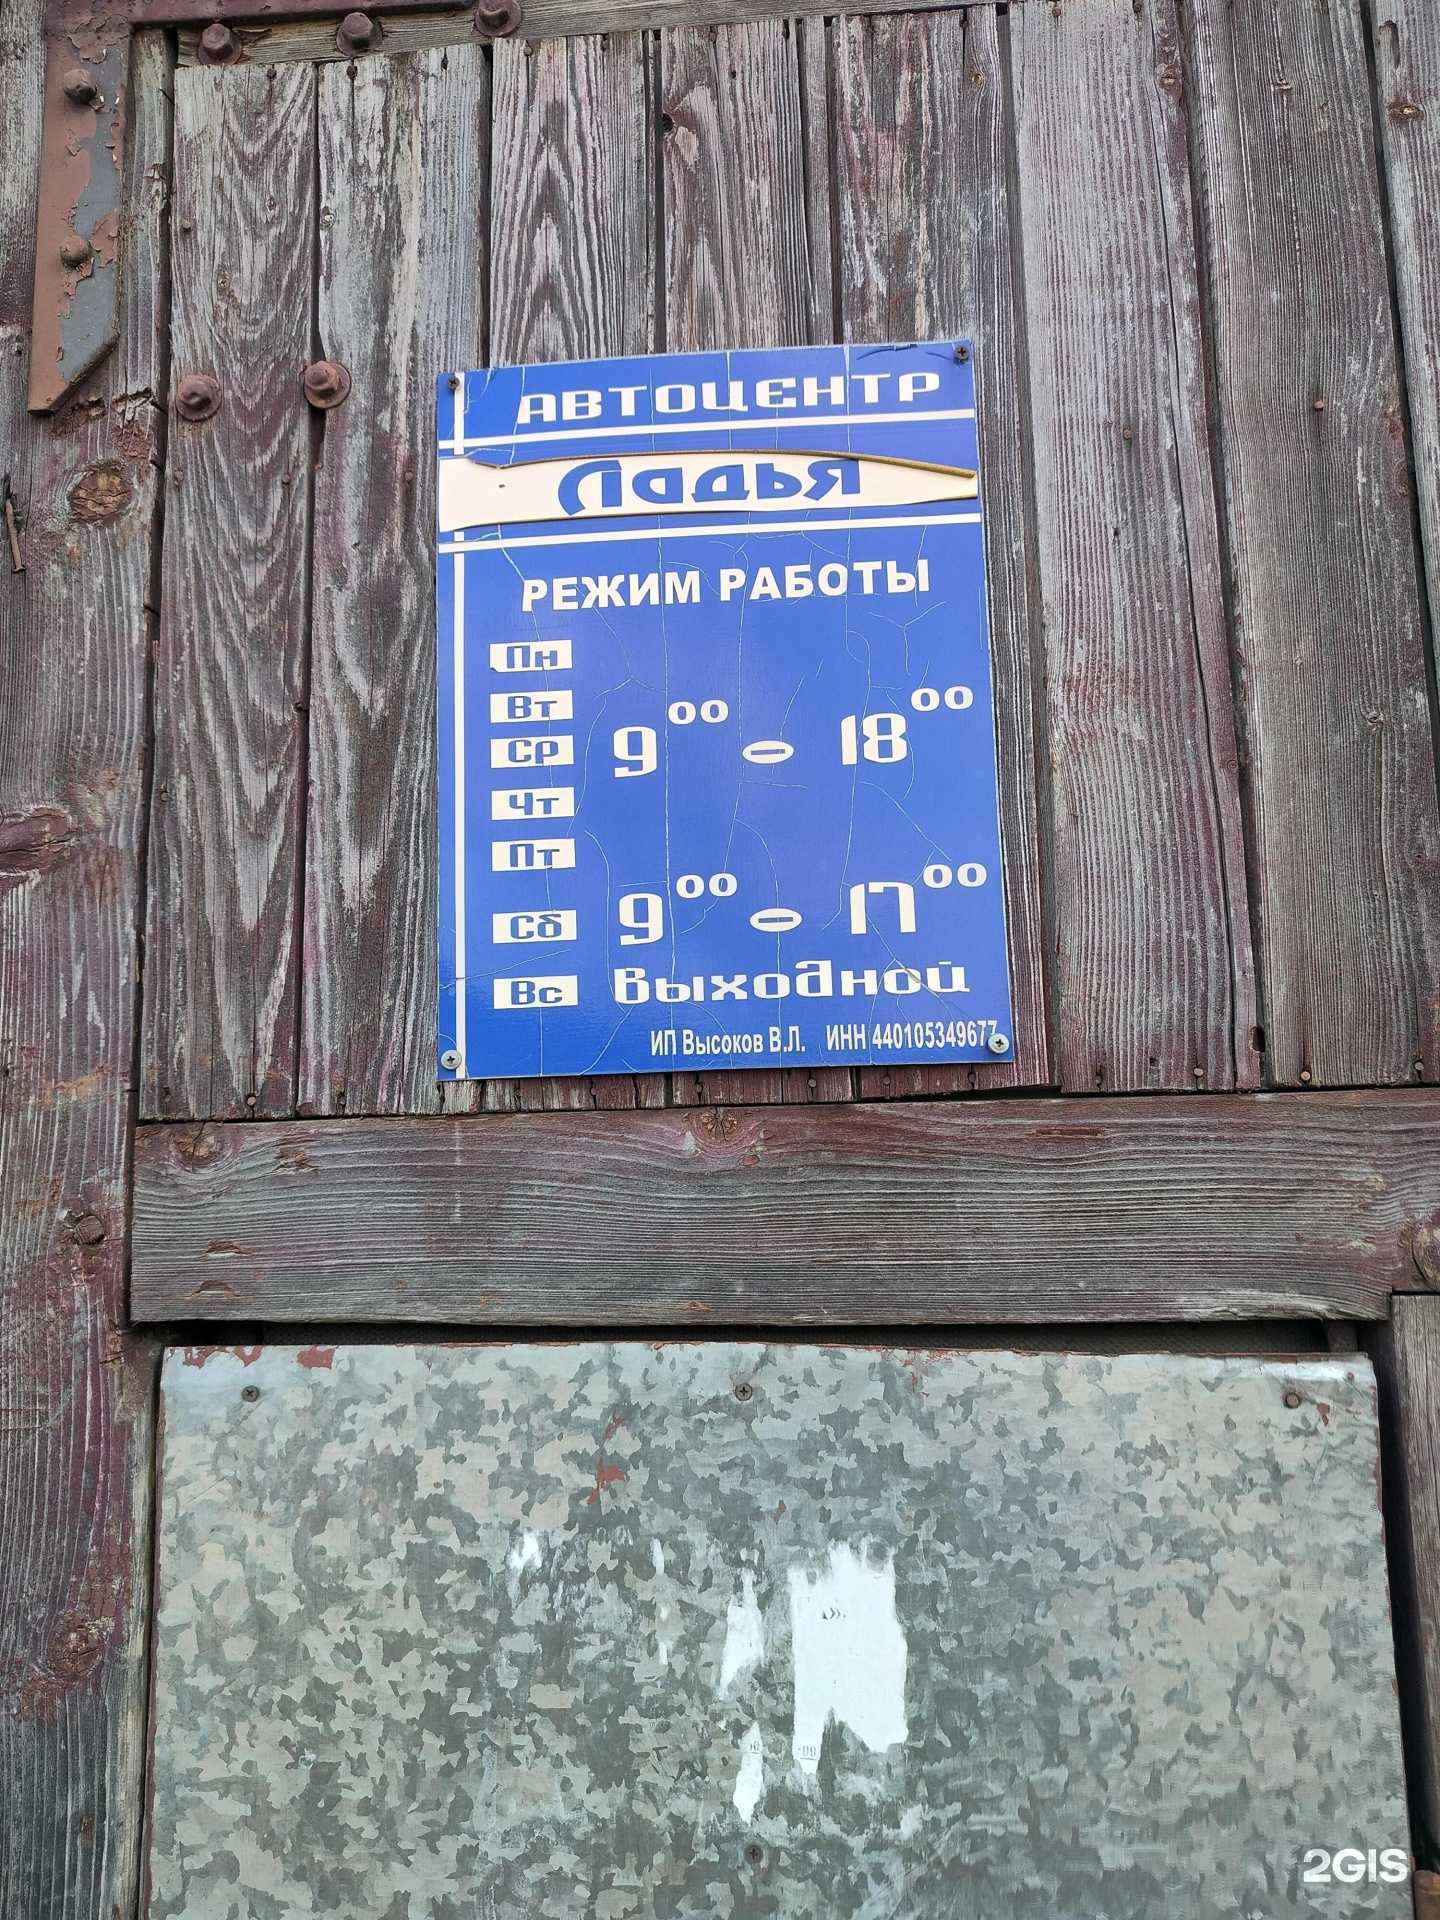 АВТОЦЕНТР
Ладья
РЕЖИМ РАБОТЫ
Пн
Вт
Ср
Чт
Пт
9⁰⁰ - 18⁰⁰
Сб 9⁰⁰ - 17⁰⁰
Вс Выходной
ИП Высоков В.Л. ИНН 440105349677
2GIS